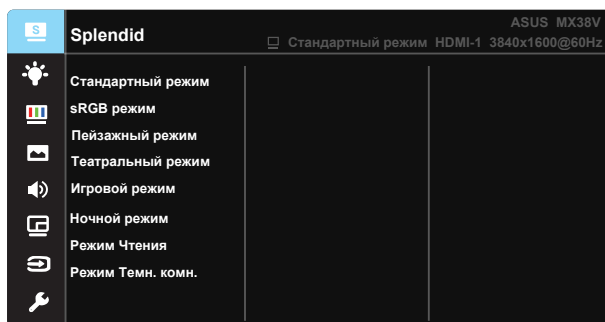 S
Splendid
ASUS MX38V
Стандартный режим HDMI-1 3840x1600@60Hz
Стандартный режим
sRGB режим
Пейзажный режим
Театральный режим
Игровой режим
Ночной режим
Режим Чтения
Режим Темн. комн.